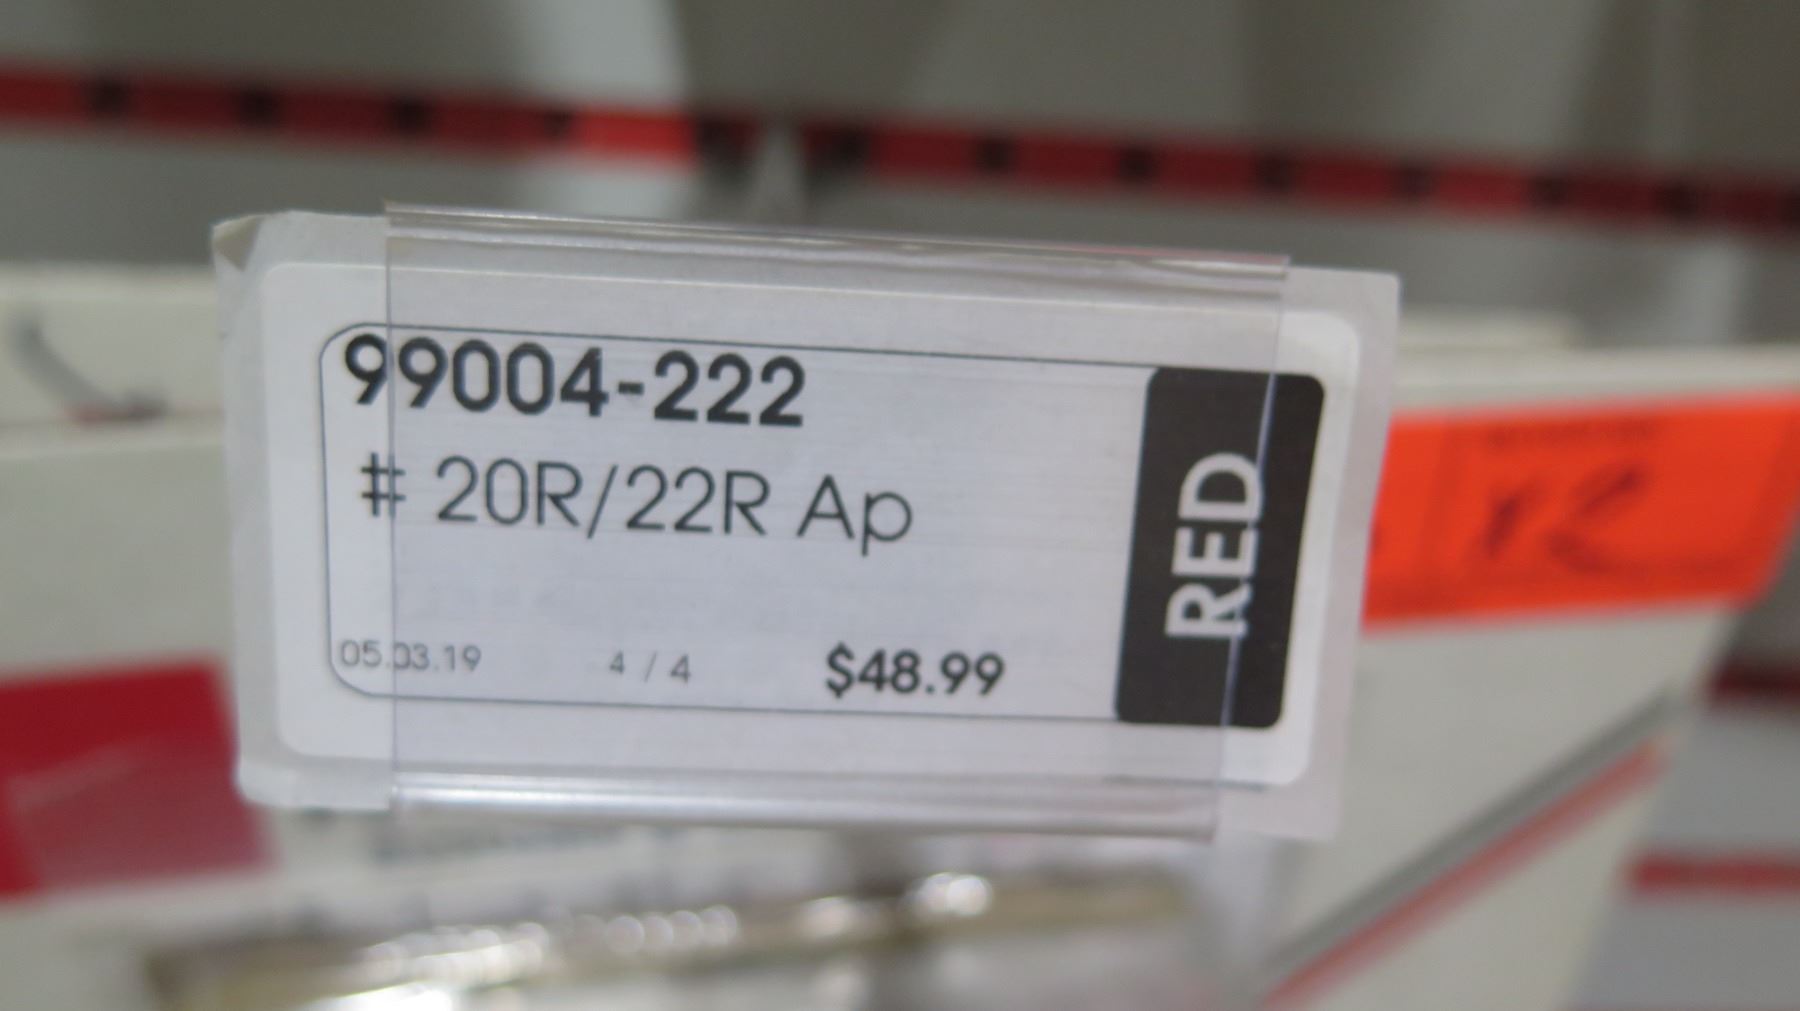 99004-222
# 20R/22R Ap
05.03.19 4 / 4 $48.99
RED